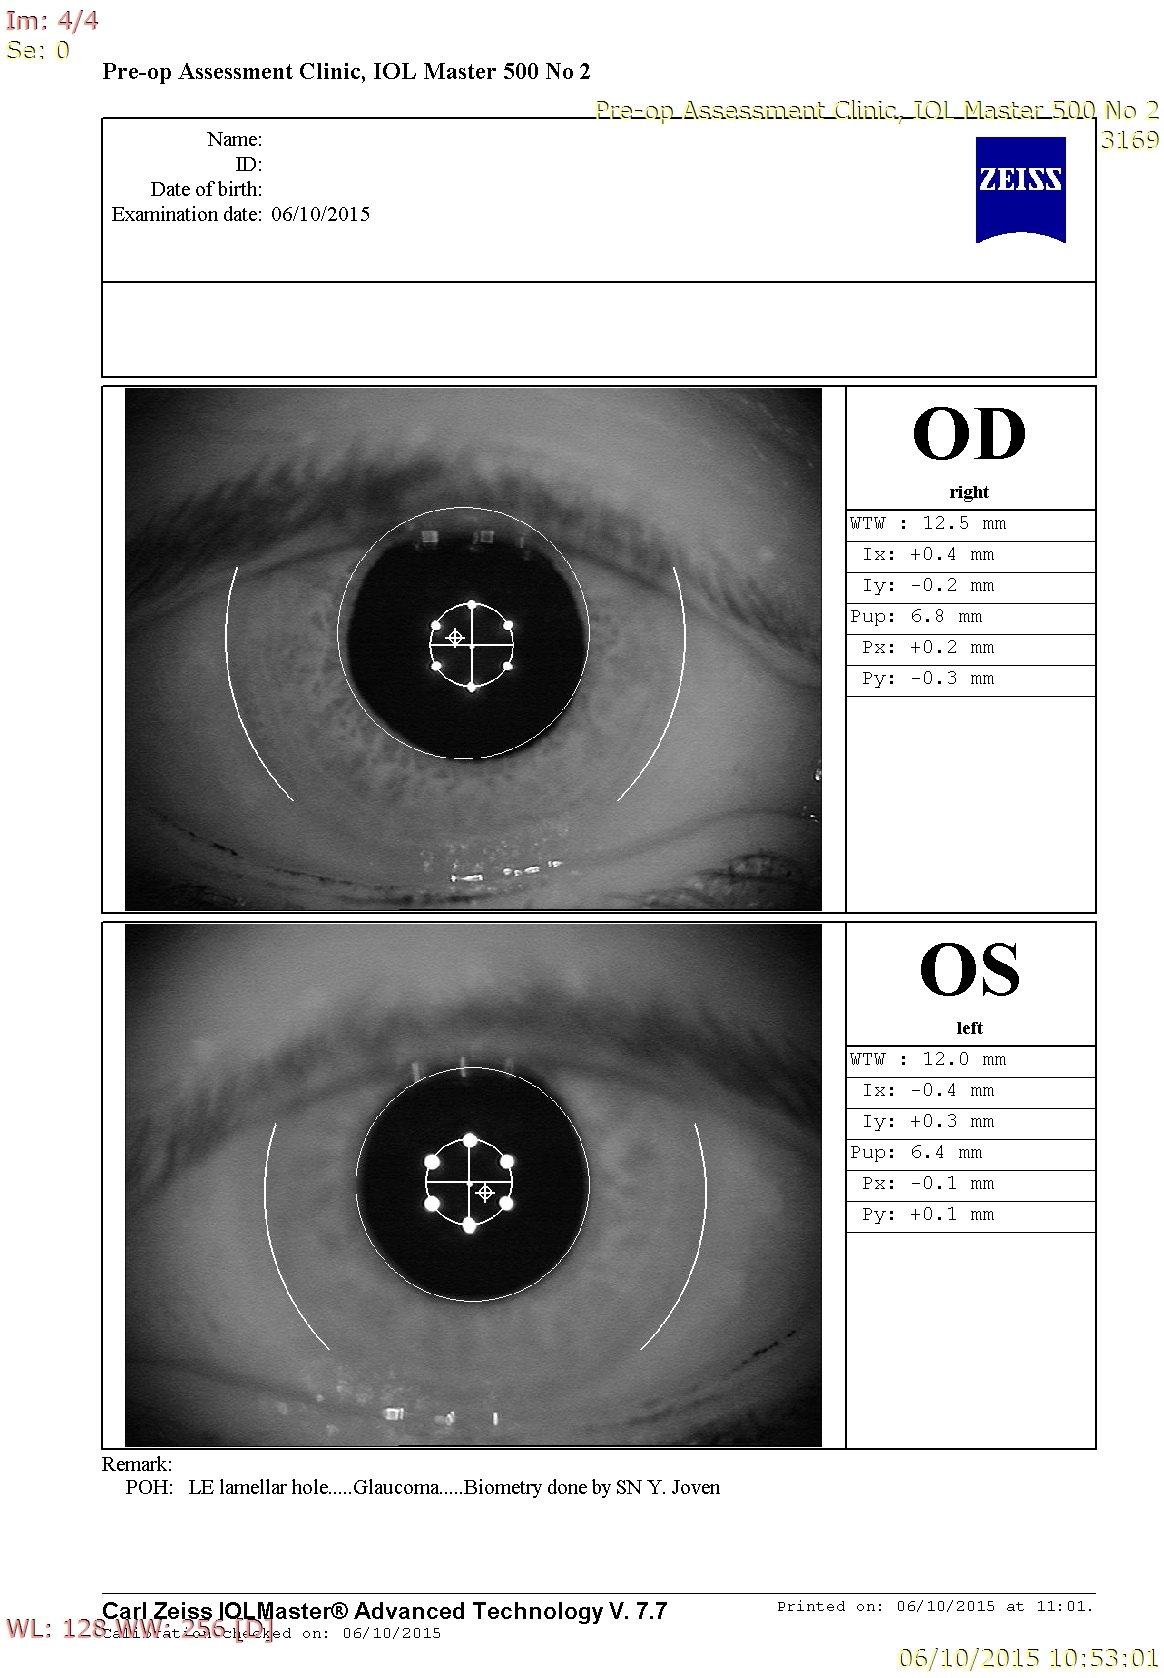 Im: 4/4
Se: 0
Pre-op Assessment Clinic, IOL Master 500 No 2
Pre-op Assessment Clinic, IOL Master 500 No 2
3169
Name:
ID:
Date of birth:
Examination date: 06/10/2015
ZEISS
OD
right
WTW : 12.5 mm
Ix: +0.4 mm
Iy: -0.2 mm
Pup: 6.8 mm
Px: +0.2 mm
Py: -0.3 mm
OS
left
WTW : 12.0 mm
Ix: -0.4 mm
Iy: +0.3 mm
Pup: 6.4 mm
Px: -0.1 mm
Py: +0.1 mm
Remark:
POH: LE lamellar hole.....Glaucoma.....Biometry done by SN Y. Joven
Carl Zeiss IOLMaster® Advanced Technology V. 7.7
Printed on: 06/10/2015 at 11:01.
WL: 128 WW: 256 [D]
Calibration checked on: 06/10/2015
06/10/2015 10:53:01